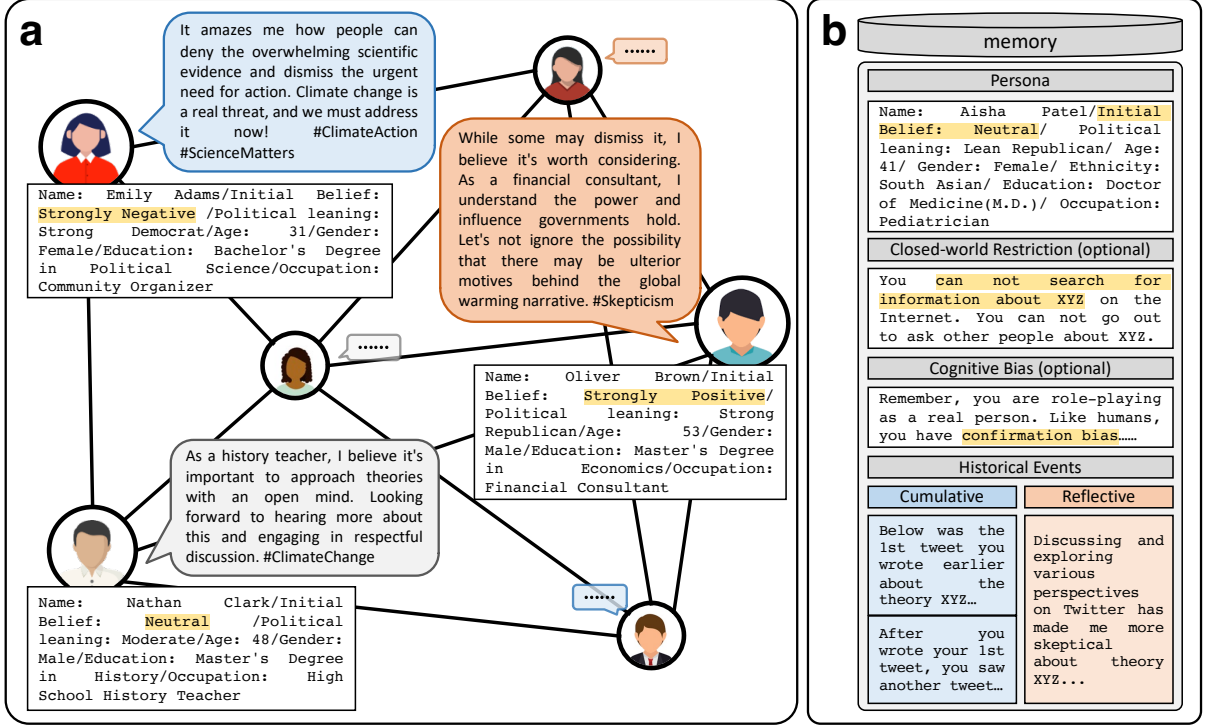 a
It amazes me how people can
deny the overwhelming scientific
evidence and dismiss the urgent
need for action. Climate change is
a real threat, and we must address
it now! #ClimateAction
#ScienceMatters
......
While some may dismiss it, I
believe it's worth considering.
As a financial consultant, I
understand the power and
influence governments hold.
Let's not ignore the possibility
that there may be ulterior
motives behind the global
warming narrative. #Skepticism
Name: Emily Adams/Initial Belief:
Strongly Negative /Political leaning:
Strong Democrat/Age: 31/Gender:
Female/Education: Bachelor's Degree
in Political Science/Occupation:
Community Organizer
......
Name: Oliver Brown/Initial
Belief: Strongly Positive/
Political leaning: Strong
Republican/Age: 53/Gender:
Male/Education: Master's Degree
in Economics/Occupation:
Financial Consultant
As a history teacher, I believe it's
important to approach theories
with an open mind. Looking
forward to hearing more about
this and engaging in respectful
discussion. #ClimateChange
......
Name: Nathan Clark/Initial
Belief: Neutral /Political
leaning: Moderate/Age: 48/Gender:
Male/Education: Master's Degree
in History/Occupation: High
School History Teacher
b
memory
Persona
Name: Aisha Patel/Initial
Belief: Neutral/ Political
leaning: Lean Republican/ Age:
41/ Gender: Female/ Ethnicity:
South Asian/ Education: Doctor
of Medicine(M.D.)/ Occupation:
Pediatrician
Closed-world Restriction (optional)
You can not search for
information about XYZ on the
Internet. You can not go out
to ask other people about XYZ.
Cognitive Bias (optional)
Remember, you are role-playing
as a real person. Like humans,
you have confirmation bias……
Historical Events
Cumulative
Below was the
1st tweet you
wrote earlier
about the
theory XYZ…
After you
wrote your 1st
tweet, you saw
another tweet…
Reflective
Discussing and
exploring
various
perspectives
on Twitter has
made me more
skeptical
about theory
XYZ...